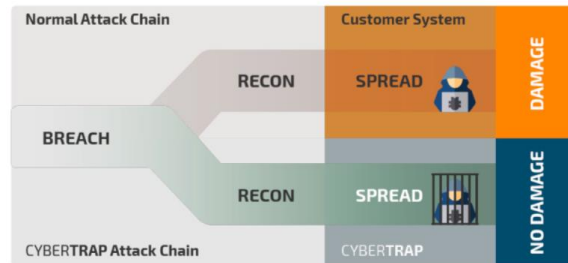 Normal Attack Chain
Customer System
RECON
SPREAD
DAMAGE
BREACH
RECON
SPREAD
NO DAMAGE
CYBERTRAP Attack Chain
CYBERTRAP